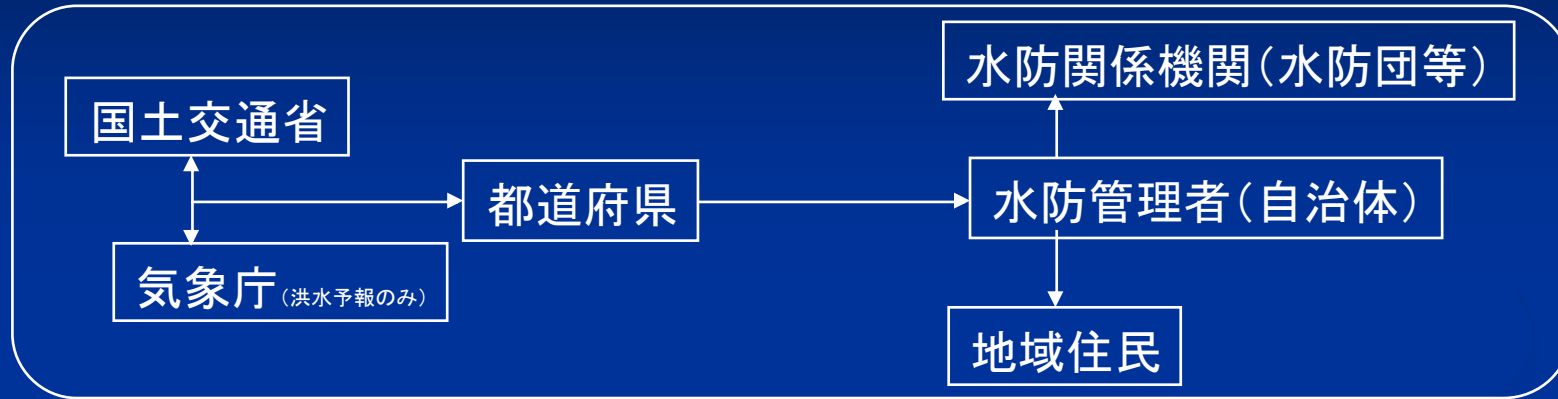 国土交通省
気象庁(洪水予報のみ)
都道府県
水防関係機関(水防団等)
水防管理者(自治体)
地域住民